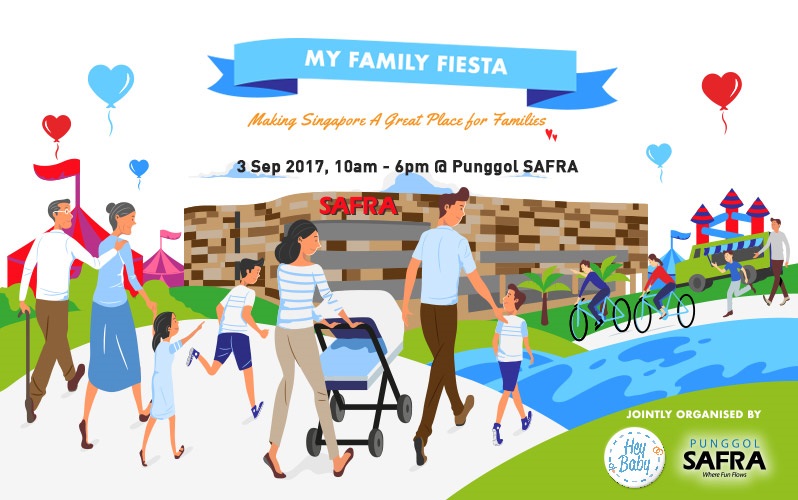 MY FAMILY FIESTA
Making Singapore A Great Place for Families
3 Sep 2017, 10am - 6pm @ Punggol SAFRA
SAFRA
JOINTLY ORGANISED BY
Hey
Baby
PUNGGOL
SAFRA
Where Fun Flows